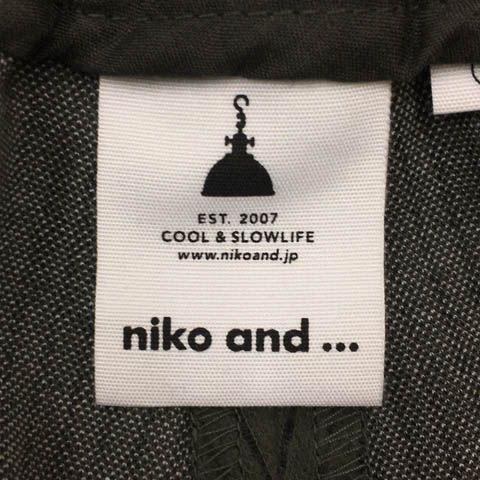 EST. 2007
COOL & SLOWLIFE
www.nikoand.jp
niko and ...